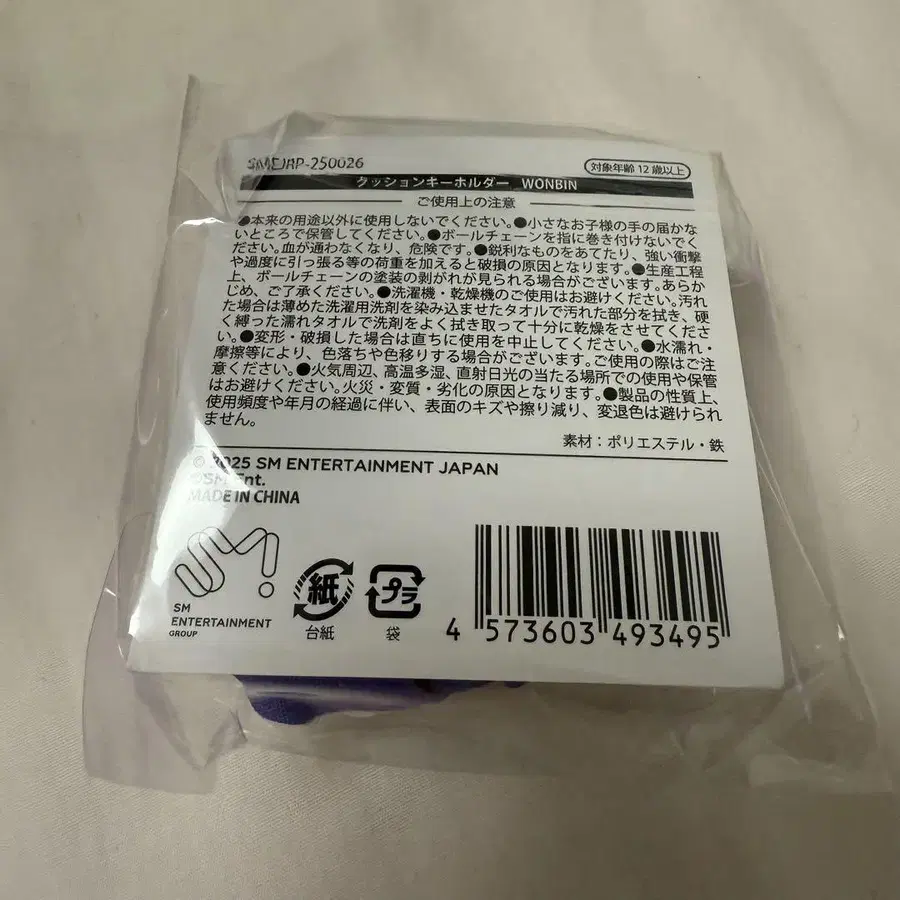 SMEJAP-250026
対象年齢 12 歳以上
クッションキーホルダー WONBIN
ご使用上の注意
●本来の用途以外に使用しないでください。●小さなお子様の手の届かな
いところで保管してください。●ボールチェーンを指に巻き付けないでく
ださい。血が通わなくなり、危険です。●鋭利なものをあてたり、強い衝撃
や過度に引っ張る等の荷重を加えると破損の原因となります。●生産工程
上、ボールチェーンの塗装の剥がれが見られる場合がございます。あらか
じめ、ご了承ください。●洗濯機・乾燥機のご使用はお避けください。汚れ
た場合は薄めた洗濯用洗剤を染み込ませたタオルで汚れた部分を拭き、硬
く縛った濡れタオルで洗剤をよく拭き取って十分に乾燥をさせてくださ
い。●変形・破損した場合は直ちに使用を中止してください。●水濡れ・
摩擦等により、色落ちや色移りする場合がございます。ご使用の際はご注
意ください。●火気周辺、高温多湿、直射日光の当たる場所での使用や保管
はお避けください。火災・変質・劣化の原因となります。●製品の性質上、
使用頻度や年月の経過に伴い、表面のキズや擦り減り、変退色は避けられ
ません。
素材：ポリエステル・鉄
© 2025 SM ENTERTAINMENT JAPAN
©SM Ent.
MADE IN CHINA
SM
ENTERTAINMENT
GROUP
紙
台紙
プラ
袋
4 573603 493495